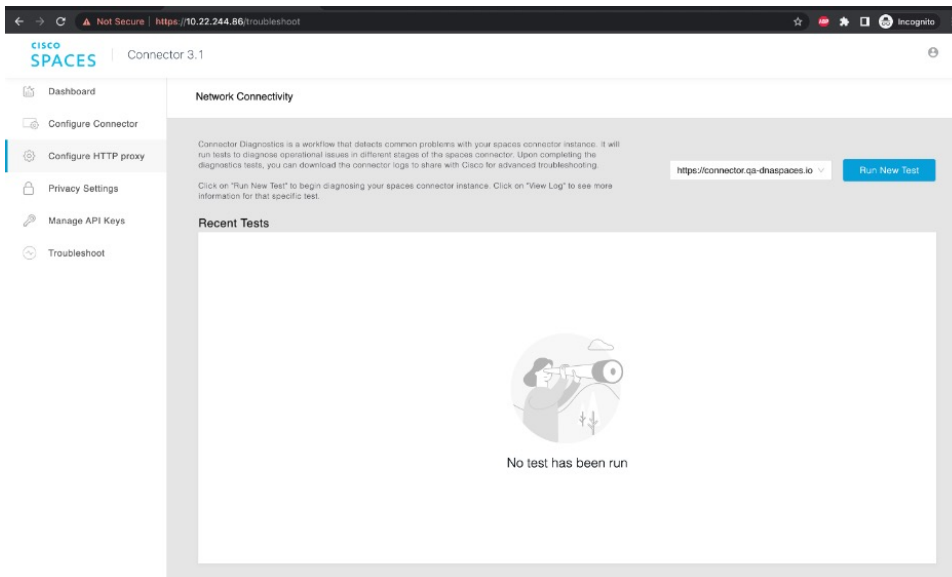 Not Secure | https://10.22.244.86/troubleshoot
ABP
Incognito
CISCO
SPACES
Connector 3.1
Dashboard
Network Connectivity
Configure Connector
Configure HTTP proxy
Privacy Settings
Manage API Keys
Troubleshoot
Connector Diagnostics is a workflow that detects common problems with your spaces connector instance. It will
run tests to diagnose operational issues in different stages of the spaces connector. Upon completing the
diagnostics tests, you can download the connector logs to share with Cisco for advanced troubleshooting.
Click on "Run New Test" to begin diagnosing your spaces connector instance. Click on "View Log" to see more
information for that specific test.
https://connector.qa-dnaspaces.io
Run New Test
Recent Tests
No test has been run